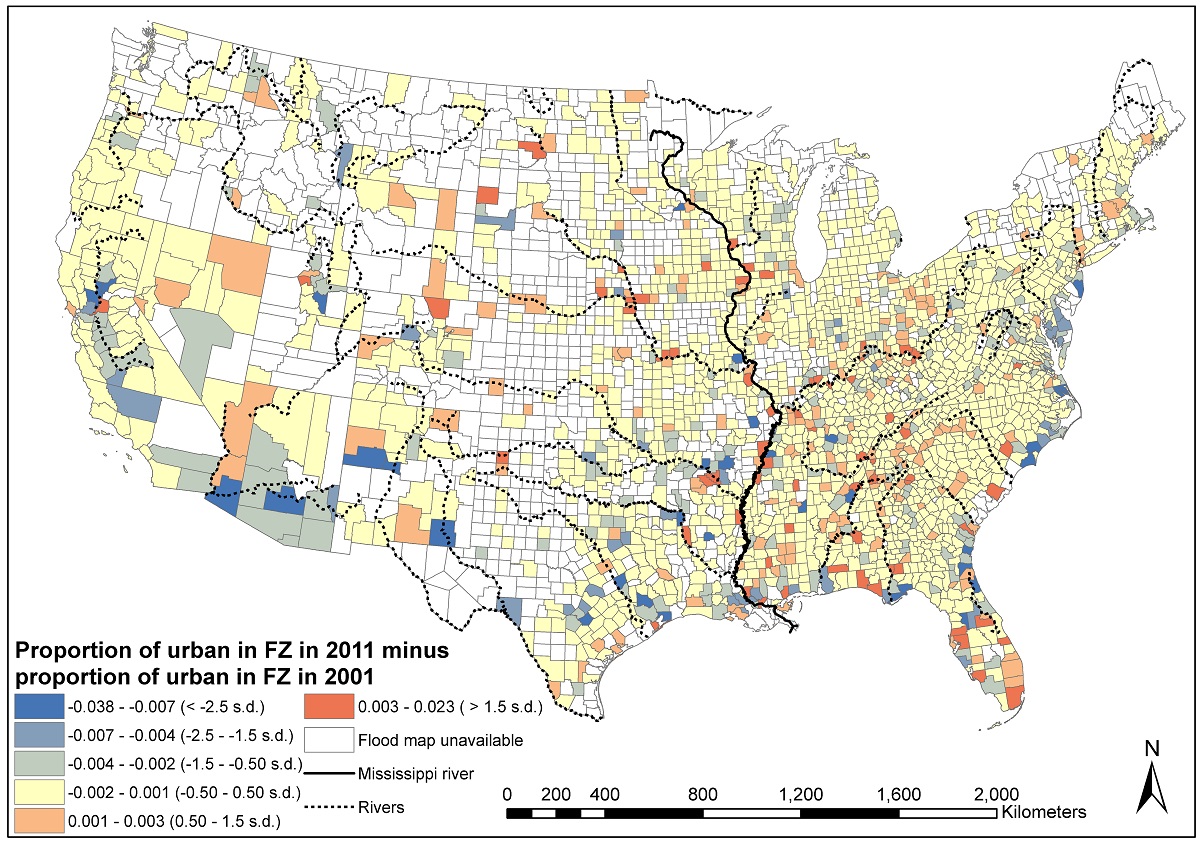 Proportion of urban in FZ in 2011 minus
proportion of urban in FZ in 2001
-0.038 - -0.007 (< -2.5 s.d.)
-0.007 - -0.004 (-2.5 - -1.5 s.d.)
-0.004 - -0.002 (-1.5 - -0.50 s.d.)
-0.002 - 0.001 (-0.50 - 0.50 s.d.)
0.001 - 0.003 (0.50 - 1.5 s.d.)
0.003 - 0.023 ( > 1.5 s.d.)
Flood map unavailable
Mississippi river
Rivers
0 200 400 800 1,200 1,600 2,000
Kilometers
N